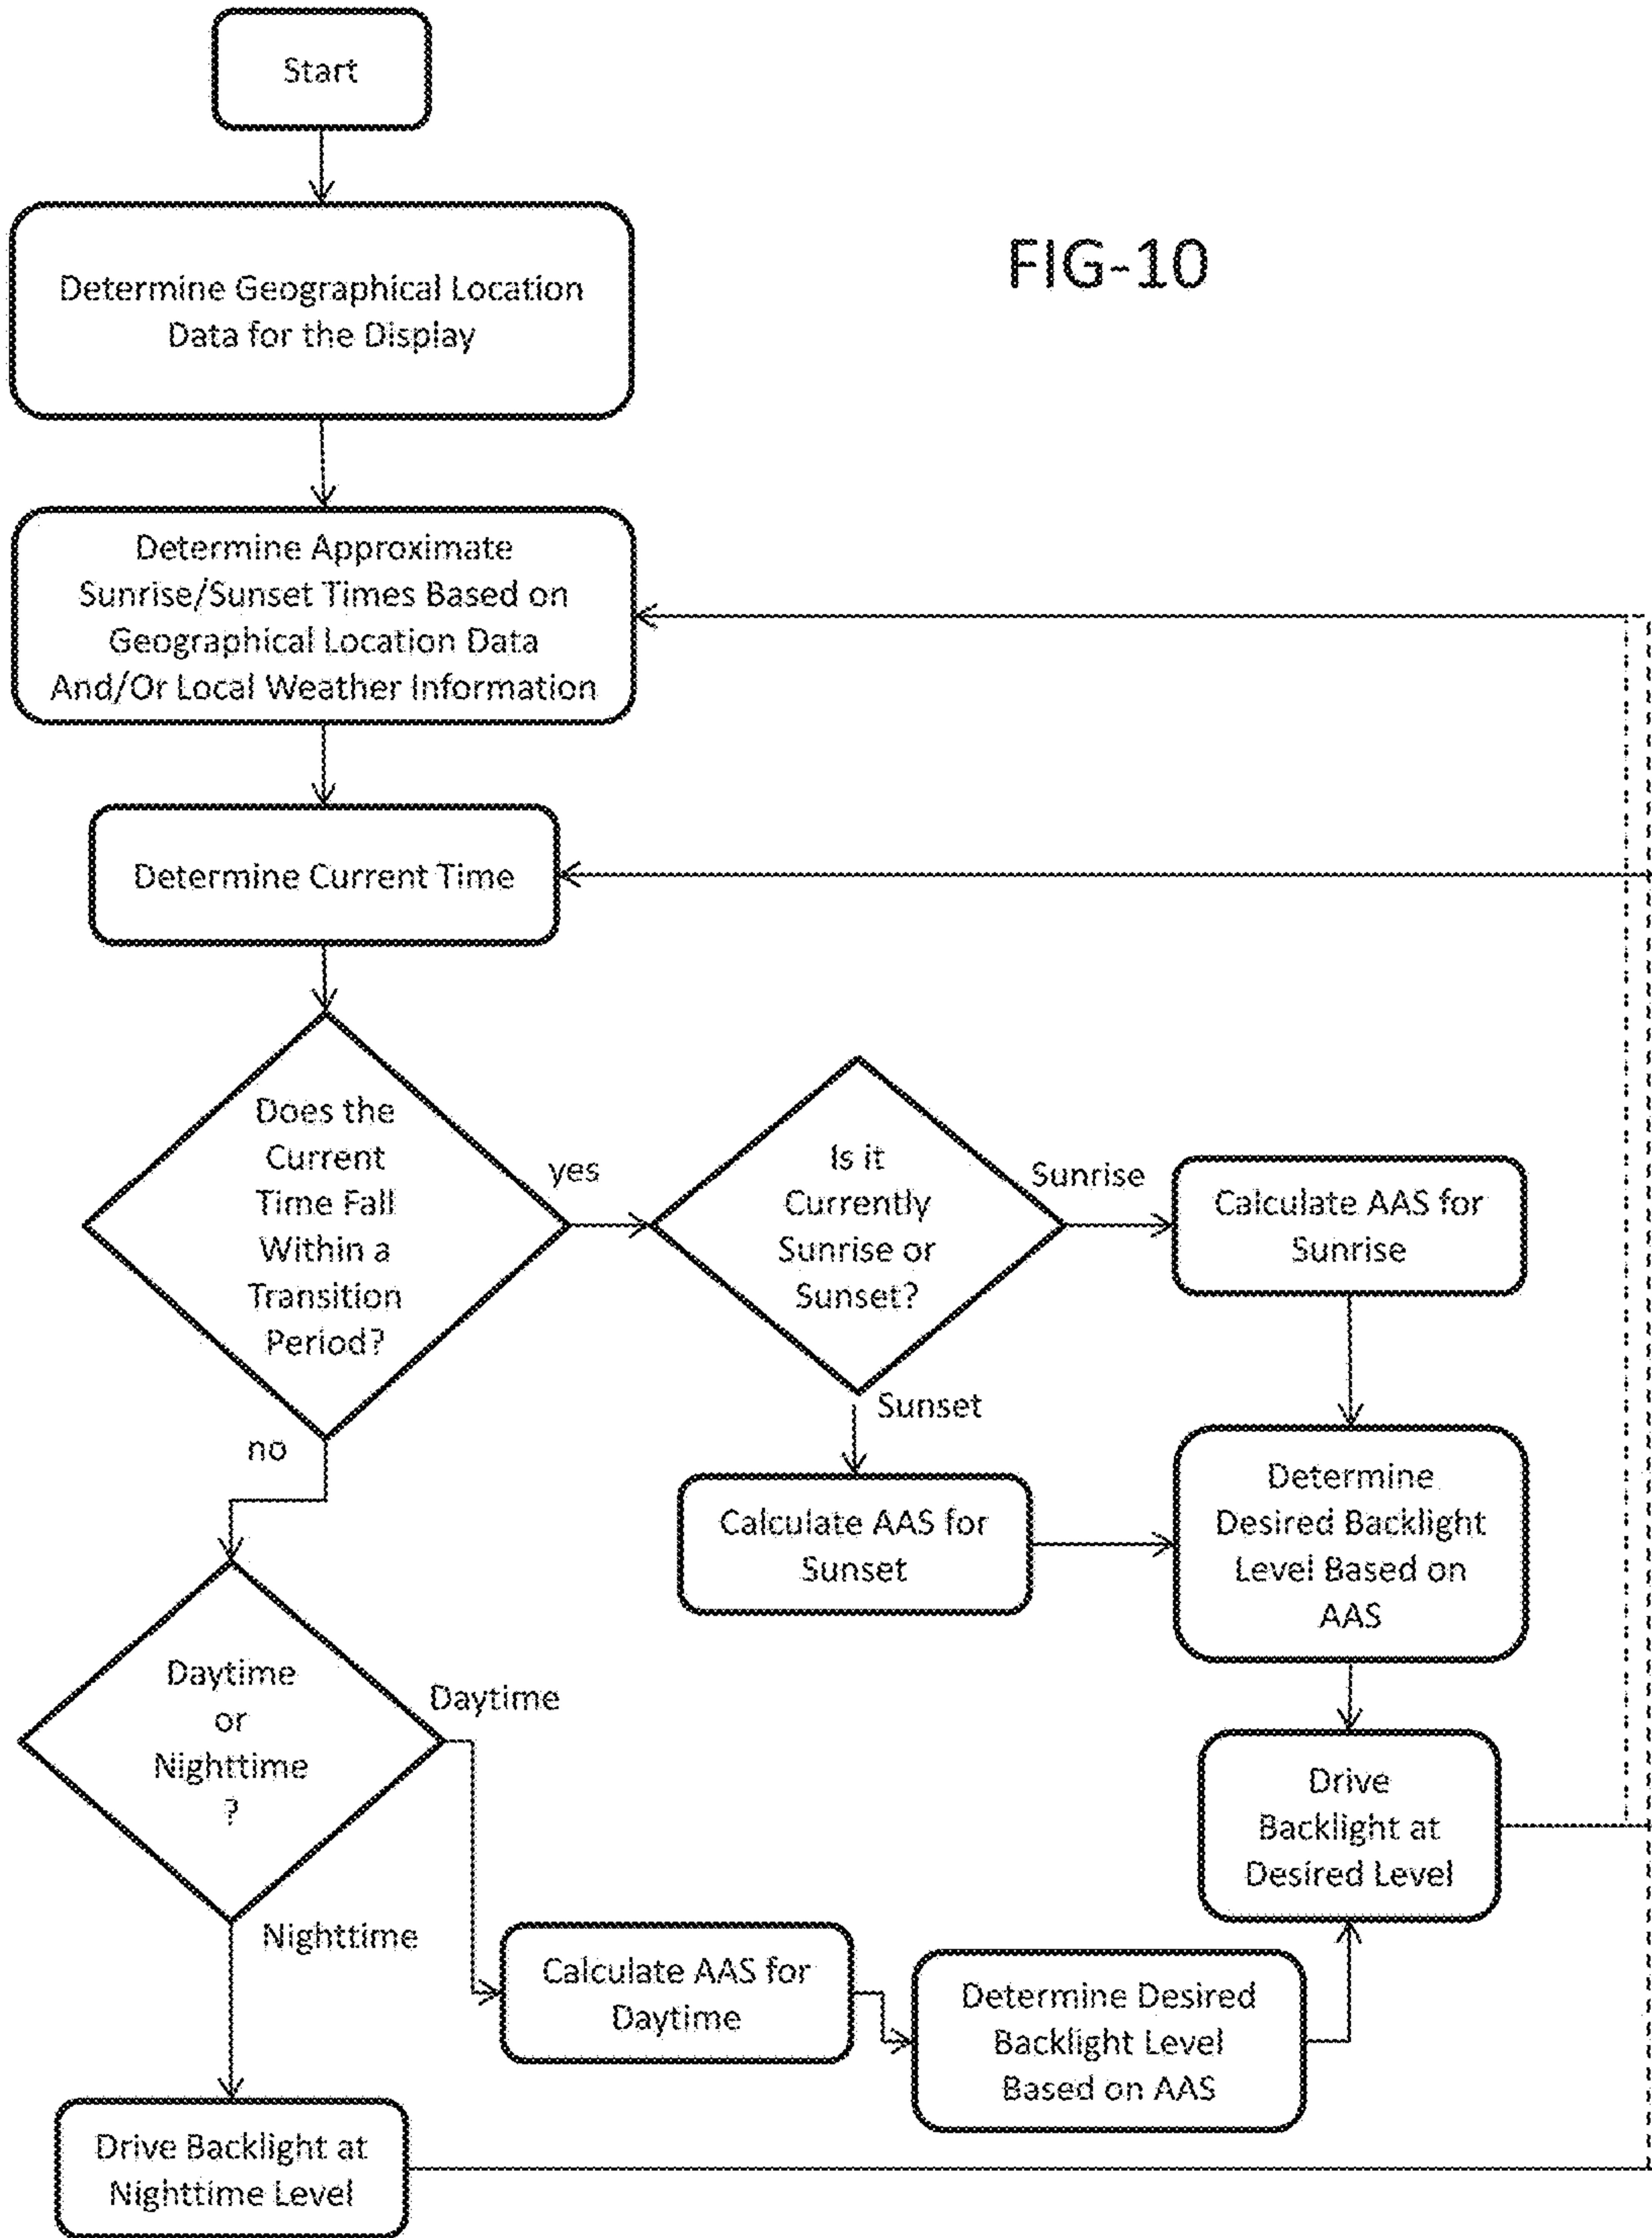 Start
FIG-10
Determine Geographical Location
Data for the Display
Determine Approximate
Sunrise/Sunset Times Based on
Geographical Location Data
And/Or Local Weather Information
Determine Current Time
Does the
Current
Time Fall
Within a
Transition
Period?
yes
no
Is it
Currently
Sunrise or
Sunset?
Sunrise
Sunset
Calculate AAS for
Sunrise
Calculate AAS for
Sunset
Determine
Desired Backlight
Level Based on
AAS
Daytime
or
Nighttime
?
Daytime
Nighttime
Drive
Backlight at
Desired Level
Calculate AAS for
Daytime
Determine Desired
Backlight Level
Based on AAS
Drive Backlight at
Nighttime Level